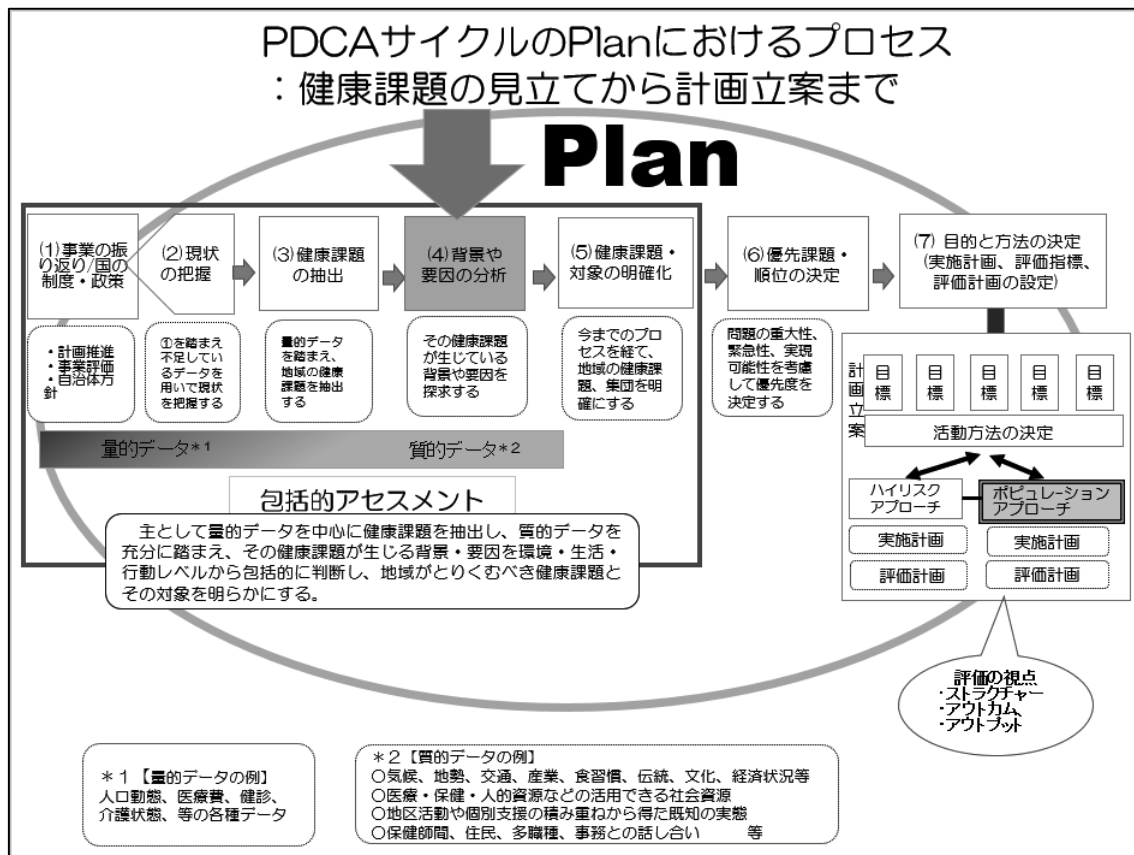 PDCAサイクルのPlanにおけるプロセス
：健康課題の見立てから計画立案まで
Plan
(1)事業の振
り返り/国の
制度・政策
(2)現状
の把握
(3)健康課題
の抽出
(4)背景や
要因の分析
(5)健康課題・
対象の明確化
(6)優先課題・
順位の決定
(7) 目的と方法の決定
(実施計画、評価指標、
評価計画の設定)
・計画推進
・事業評価
・自治体方
針
①を踏まえ
不足してい
るデータを
用いて現状
を把握する
量的データ
を踏まえ、
地域の健康
課題を抽出
する
その健康課題
が生じている
背景や要因を
探求する
今までのプロ
セスを経て、
地域の健康課
題、集団を明
確にする
問題の重大性、
緊急性、実現
可能性を考慮
して優先度を
決定する
計画立案
目標
目標
目標
目標
目標
活動方法の決定
ハイリスク
アプローチ
ポピュレーション
アプローチ
実施計画
実施計画
評価計画
評価計画
量的データ*1
質的データ*2
包括的アセスメント
主として量的データを中心に健康課題を抽出し、質的データを
充分に踏まえ、その健康課題が生じる背景・要因を環境・生活・
行動レベルから包括的に判断し、地域がとりくむべき健康課題と
その対象を明らかにする。
評価の視点
・ストラクチャー
・アウトカム、
・アウトプット
＊1【量的データの例】
人口動態、医療費、健診、
介護状態、等の各種データ
＊2【質的データの例】
○気候、地勢、交通、産業、食習慣、伝統、文化、経済状況等
○医療・保健・人的資源などの活用できる社会資源
○地区活動や個別支援の積み重ねから得た既知の実態
○保健師間、住民、多職種、事務との話し合い 等